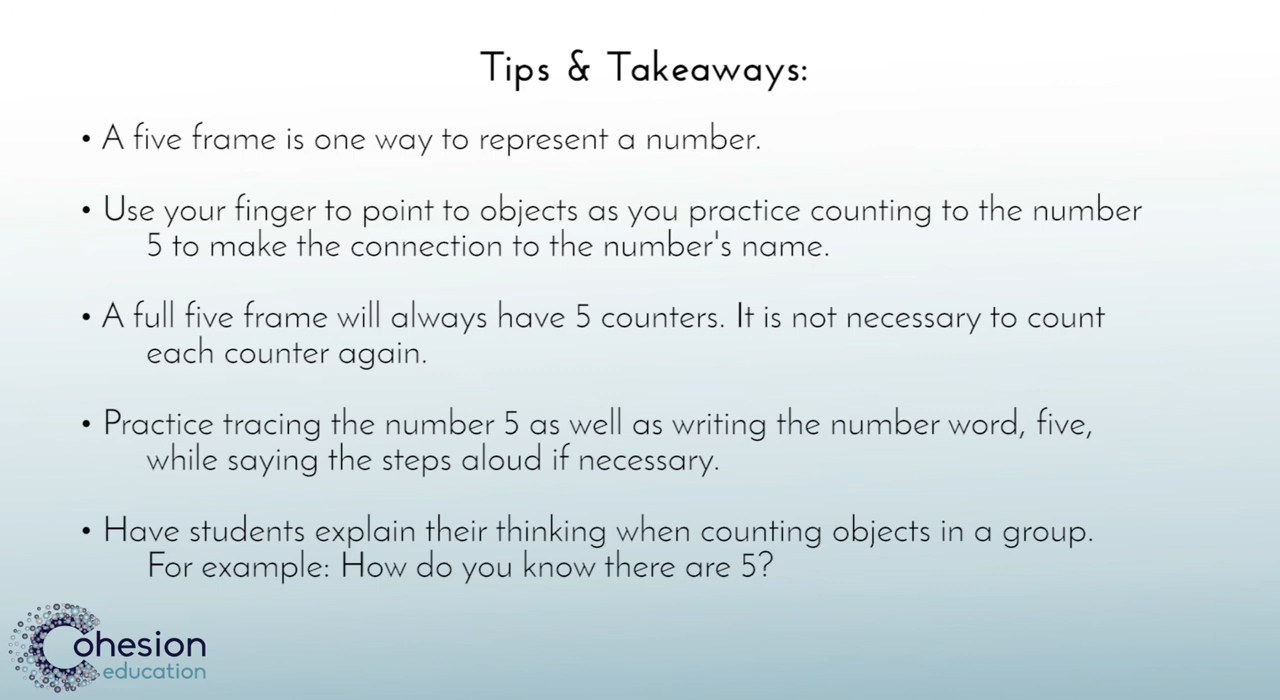 Tips & Takeaways:
• A five frame is one way to represent a number.
• Use your finger to point to objects as you practice counting to the number
5 to make the connection to the number's name.
• A full five frame will always have 5 counters. It is not necessary to count
each counter again.
• Practice tracing the number 5 as well as writing the number word, five,
while saying the steps aloud if necessary.
• Have students explain their thinking when counting objects in a group.
For example: How do you know there are 5?
Cohesion
education